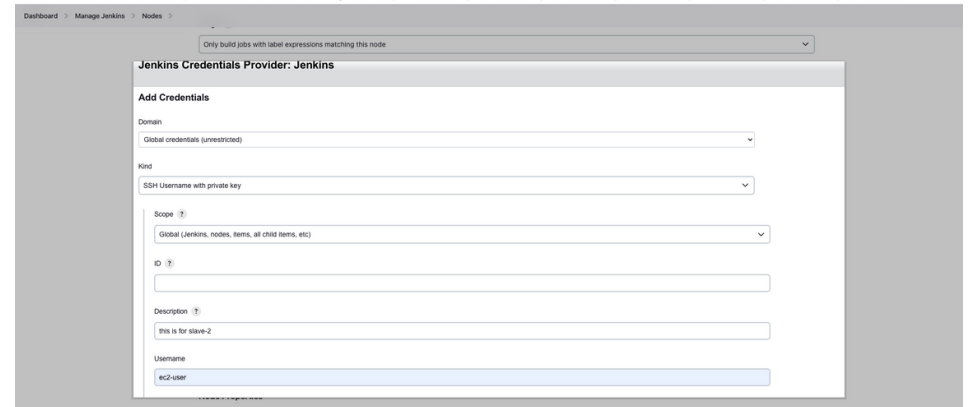 Dashboard > Manage Jenkins > Nodes >
Only build jobs with label expressions matching this node
Jenkins Credentials Provider: Jenkins
Add Credentials
Domain
Global credentials (unrestricted)
Kind
SSH Username with private key
Scope ?
Global (Jenkins, nodes, items, all child items, etc)
ID ?
Description ?
this is for slave-2
Username
ec2-user